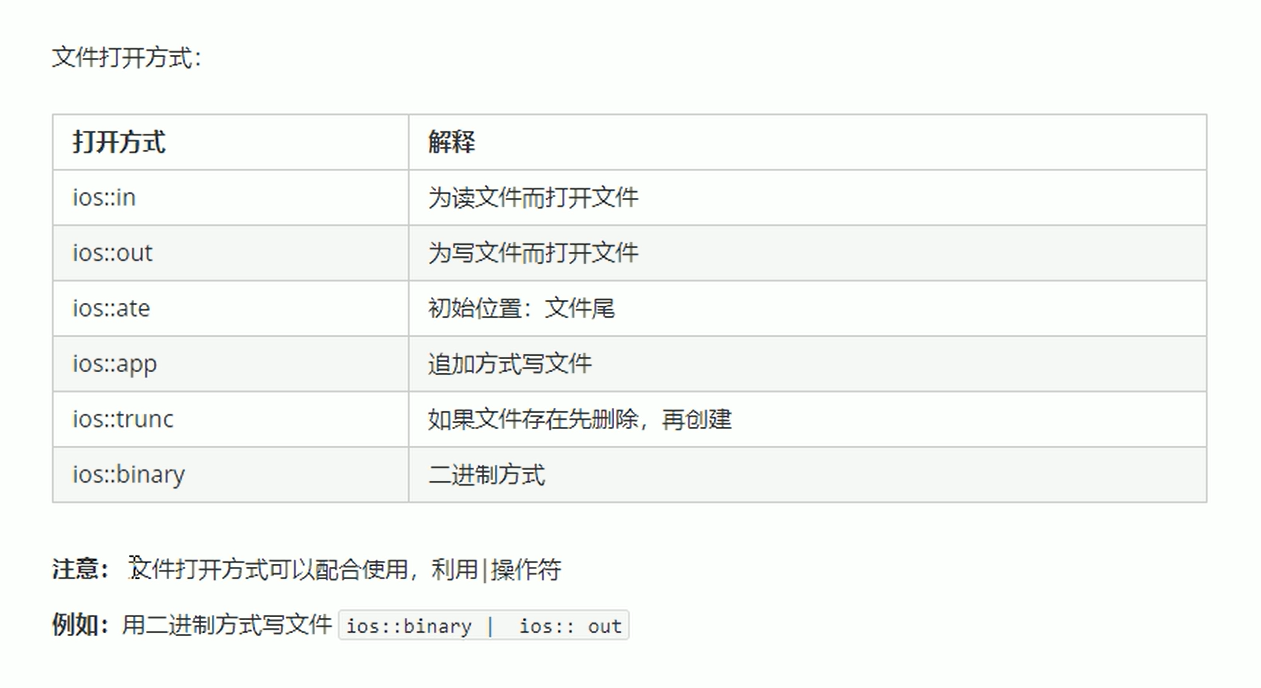 文件打开方式：
打开方式 解释
ios::in 为读文件而打开文件
ios::out 为写文件而打开文件
ios::ate 初始位置：文件尾
ios::app 追加方式写文件
ios::trunc 如果文件存在先删除，再创建
ios::binary 二进制方式
注意： 文件打开方式可以配合使用，利用|操作符
例如：用二进制方式写文件 ios::binary | ios:: out